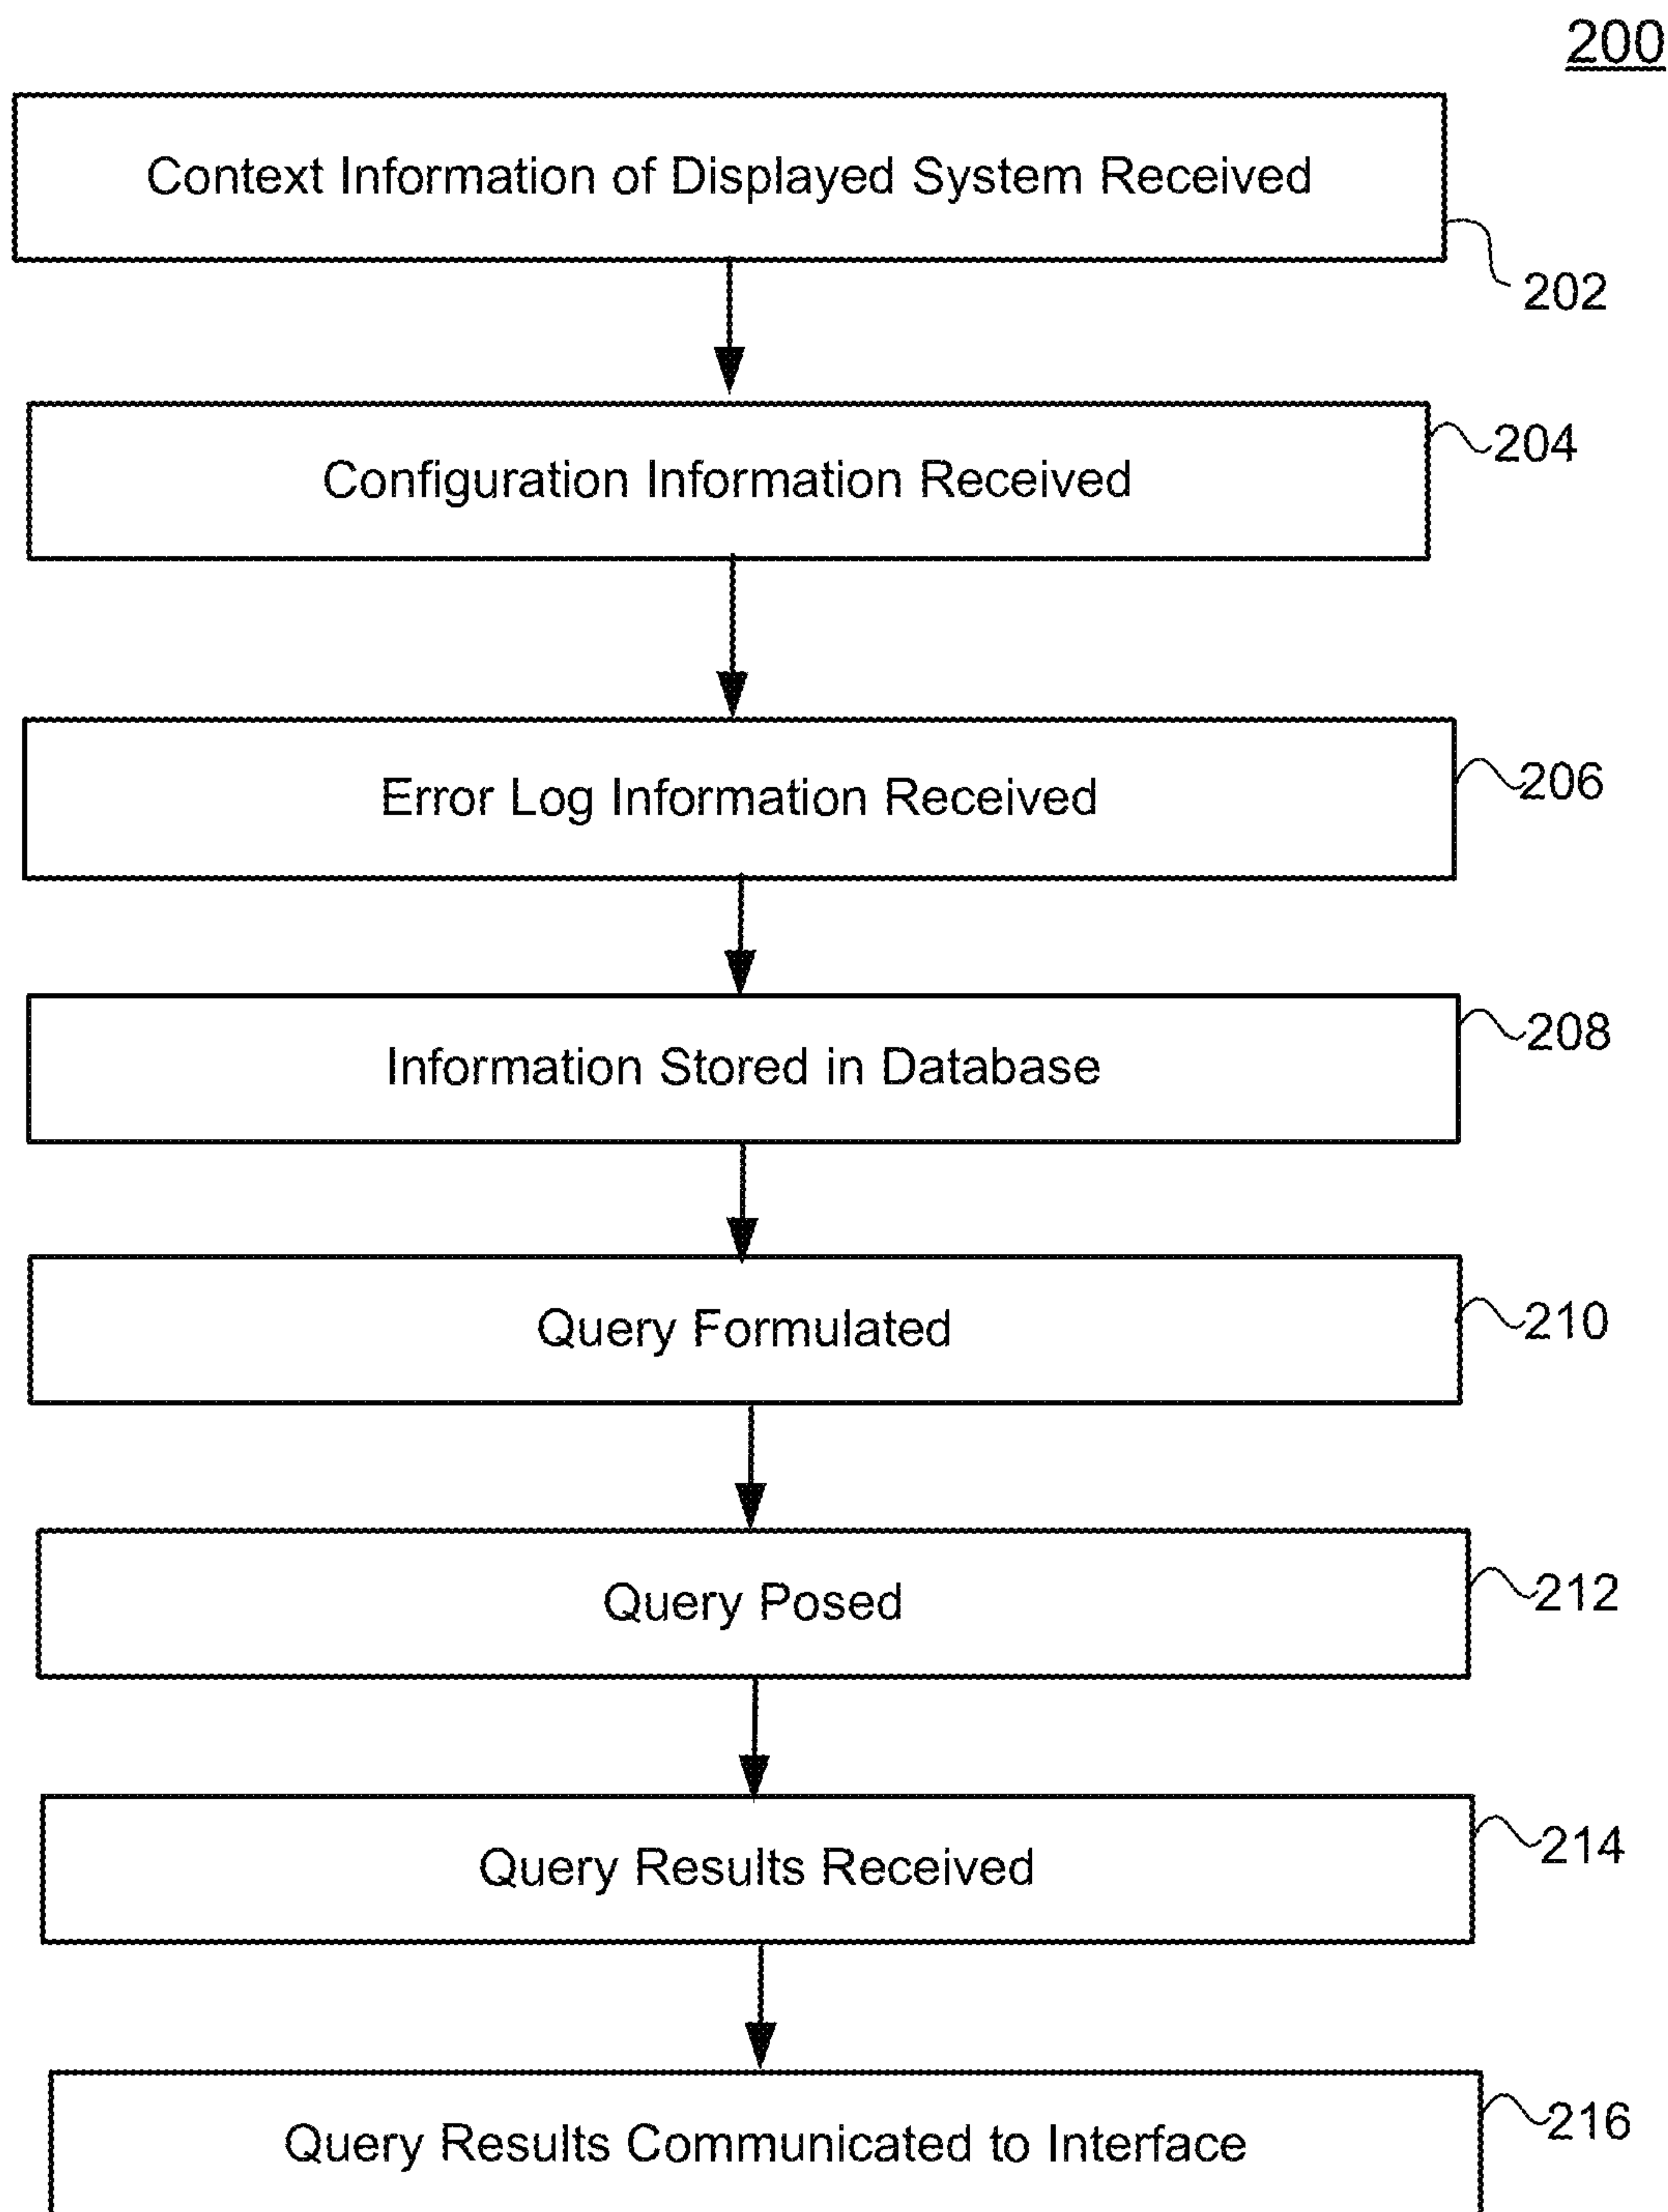 200
Context Information of Displayed System Received
202
Configuration Information Received
204
Error Log Information Received
206
Information Stored in Database
208
Query Formulated
210
Query Posed
212
Query Results Received
214
Query Results Communicated to Interface
216